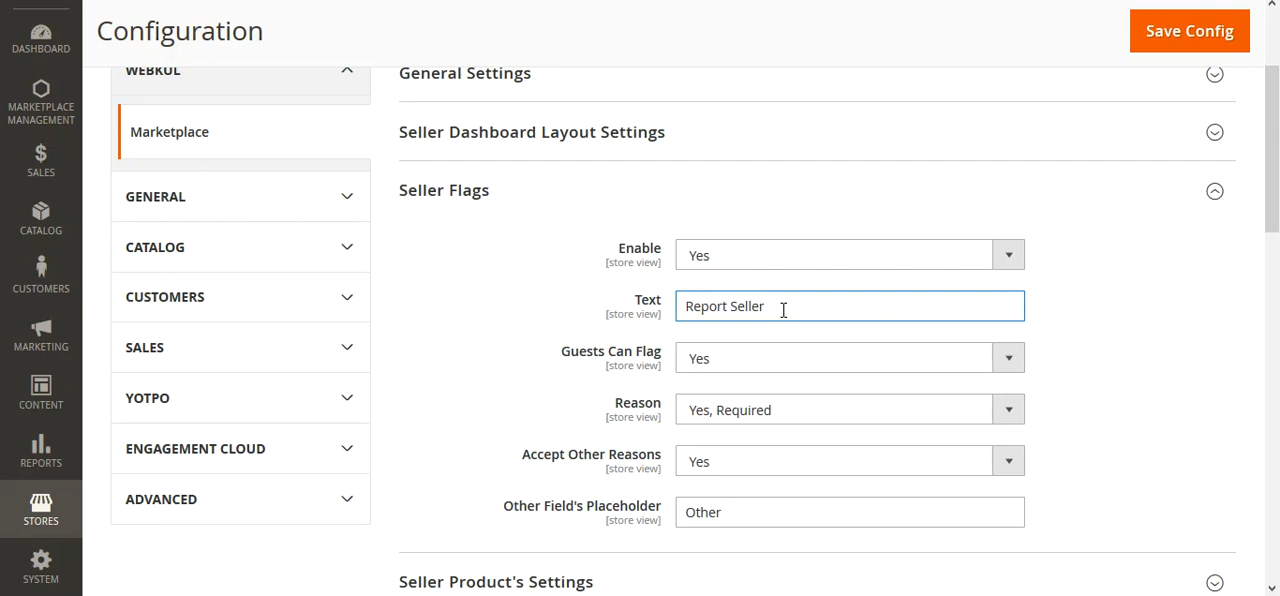 Configuration
Save Config
DASHBOARD
MARKETPLACE
MANAGEMENT
SALES
CATALOG
CUSTOMERS
MARKETING
CONTENT
REPORTS
STORES
SYSTEM
WEBKUL
Marketplace
GENERAL
CATALOG
CUSTOMERS
SALES
YOTPO
ENGAGEMENT CLOUD
ADVANCED
General Settings
Seller Dashboard Layout Settings
Seller Flags
Enable
[store view]
Yes
Text
[store view]
Report Seller
Guests Can Flag
[store view]
Yes
Reason
[store view]
Yes, Required
Accept Other Reasons
[store view]
Yes
Other Field's Placeholder
[store view]
Other
Seller Product's Settings